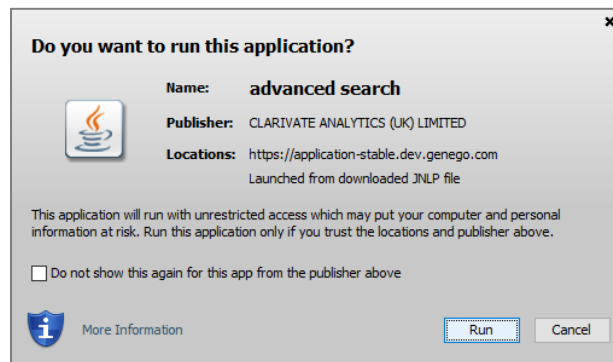 Do you want to run this application?
Name: advanced search
Publisher: CLARIVATE ANALYTICS (UK) LIMITED
Locations: https://application-stable.dev.genego.com
Launched from downloaded JNLP file
This application will run with unrestricted access which may put your computer and personal
information at risk. Run this application only if you trust the locations and publisher above.
Do not show this again for this app from the publisher above
More Information
Run
Cancel